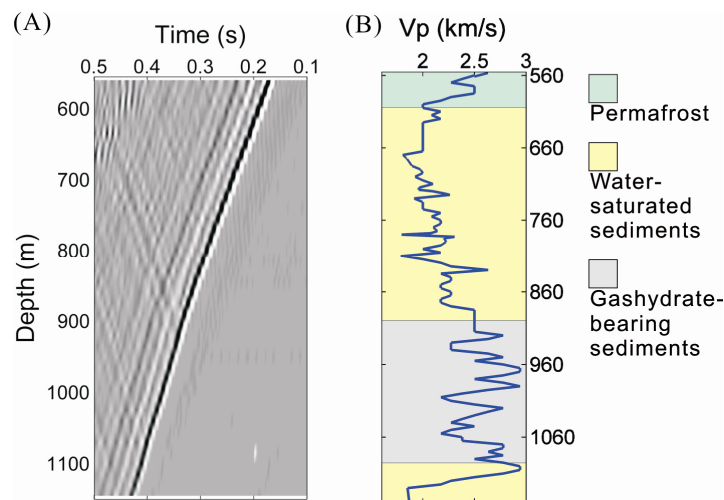 (A)
Time (s)
0.5 0.4 0.3 0.2 0.1
Depth (m)
600
700
800
900
1000
1100
(B)
Vp (km/s)
2 2.5 3
560
660
760
860
960
1060
Permafrost
Water-
saturated
sediments
Gashydrate-
bearing
sediments